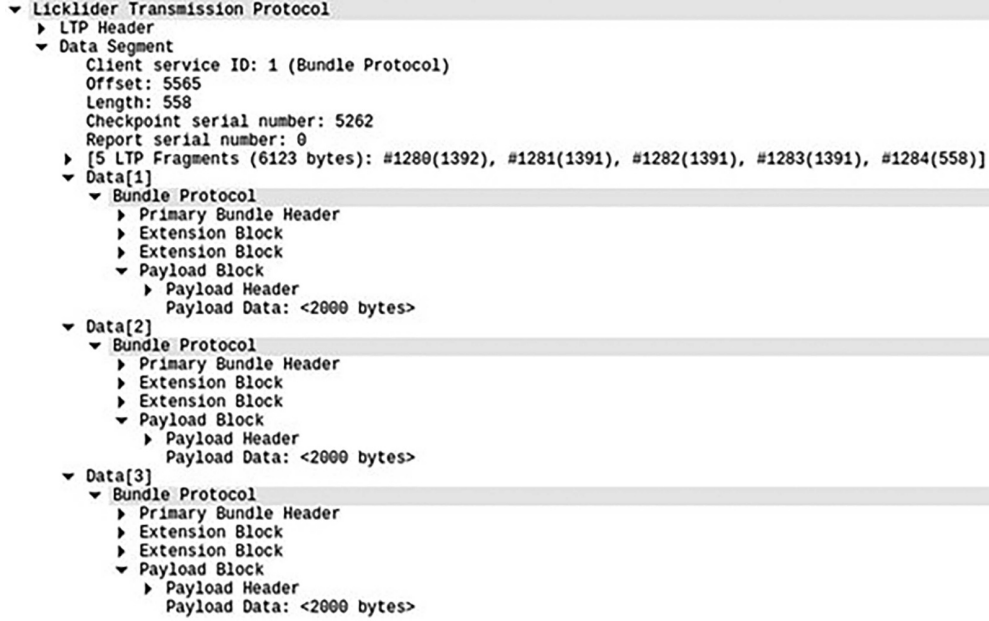 Licklider Transmission Protocol
LTP Header
Data Segment
Client service ID: 1 (Bundle Protocol)
Offset: 5565
Length: 558
Checkpoint serial number: 5262
Report serial number: 0
[5 LTP Fragments (6123 bytes): #1280(1392), #1281(1391), #1282(1391), #1283(1391), #1284(558)]
Data[1]
Bundle Protocol
Primary Bundle Header
Extension Block
Extension Block
Payload Block
Payload Header
Payload Data: <2000 bytes>
Data[2]
Bundle Protocol
Primary Bundle Header
Extension Block
Extension Block
Payload Block
Payload Header
Payload Data: <2000 bytes>
Data[3]
Bundle Protocol
Primary Bundle Header
Extension Block
Extension Block
Payload Block
Payload Header
Payload Data: <2000 bytes>